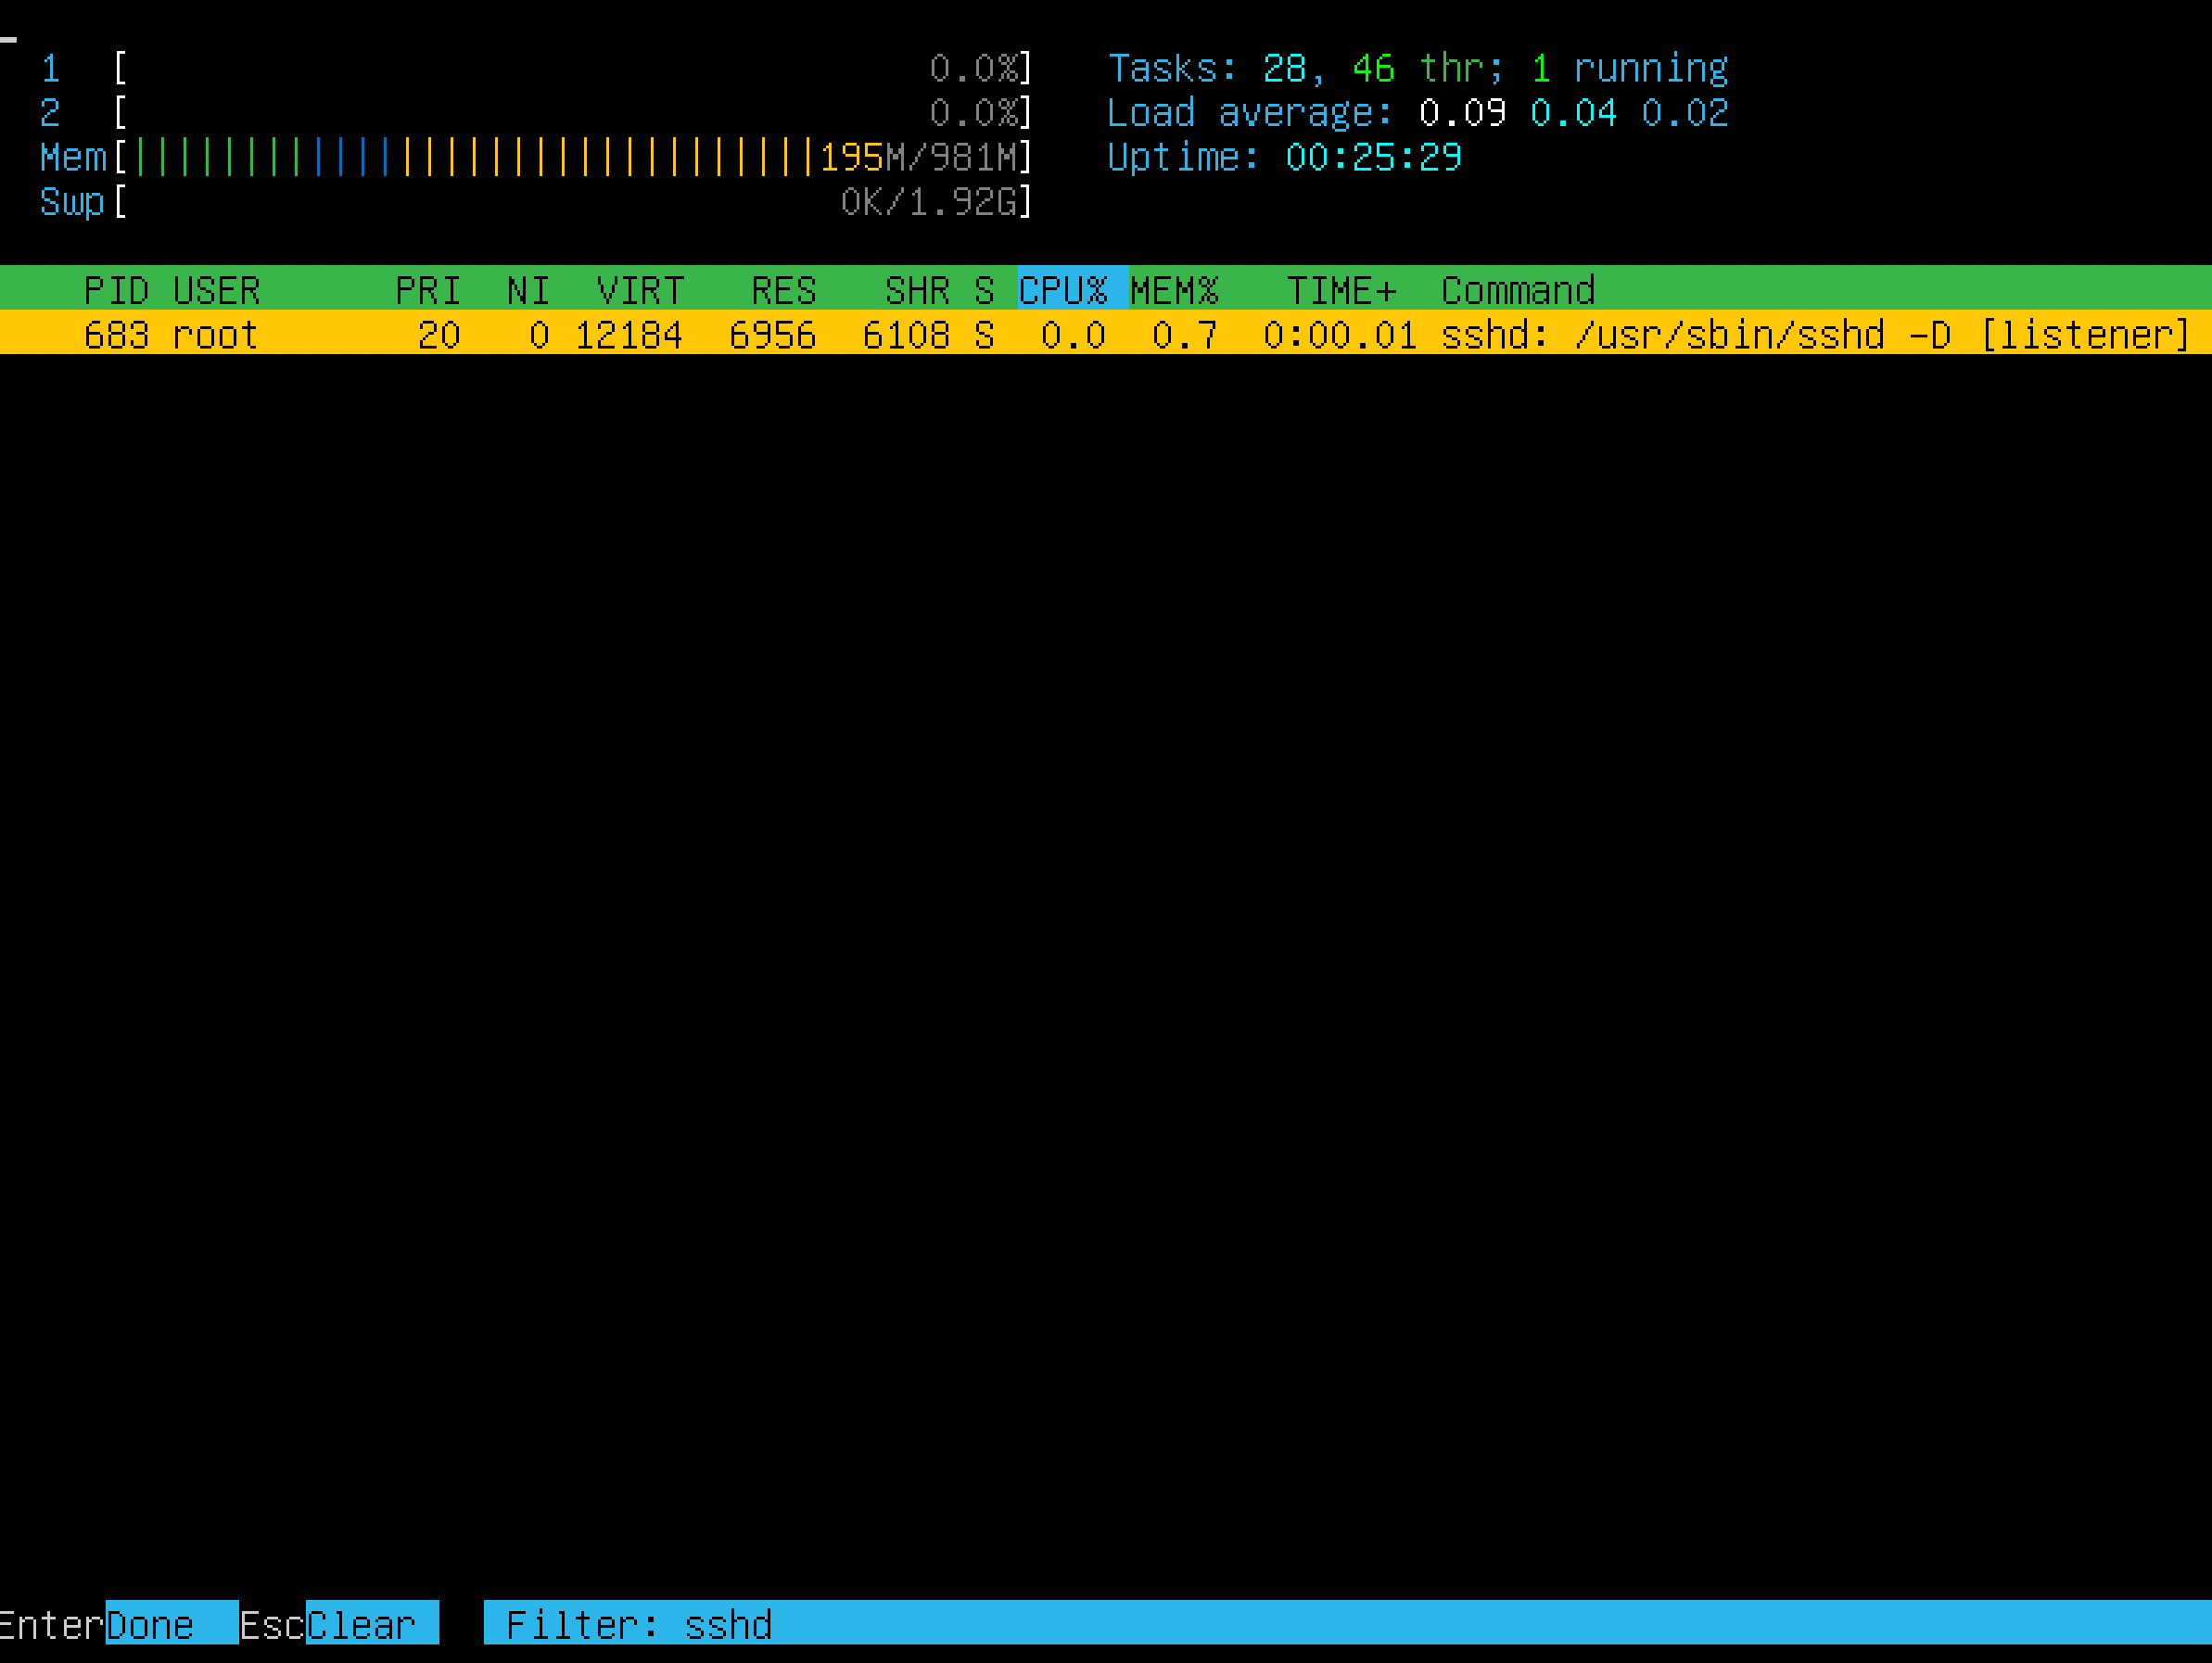 1 [ 0.0%] Tasks: 28, 46 thr; 1 running
2 [ 0.0%] Load average: 0.09 0.04 0.02
Mem[|||||||||||||||||||||||||||||||195M/981M] Uptime: 00:25:29
Swp[ 0K/1.92G]
PID USER PRI NI VIRT RES SHR S CPU% MEM% TIME+ Command
683 root 20 0 12184 6956 6108 S 0.0 0.7 0:00.01 sshd: /usr/sbin/sshd -D [listener]
EnterDone EscClear Filter: sshd